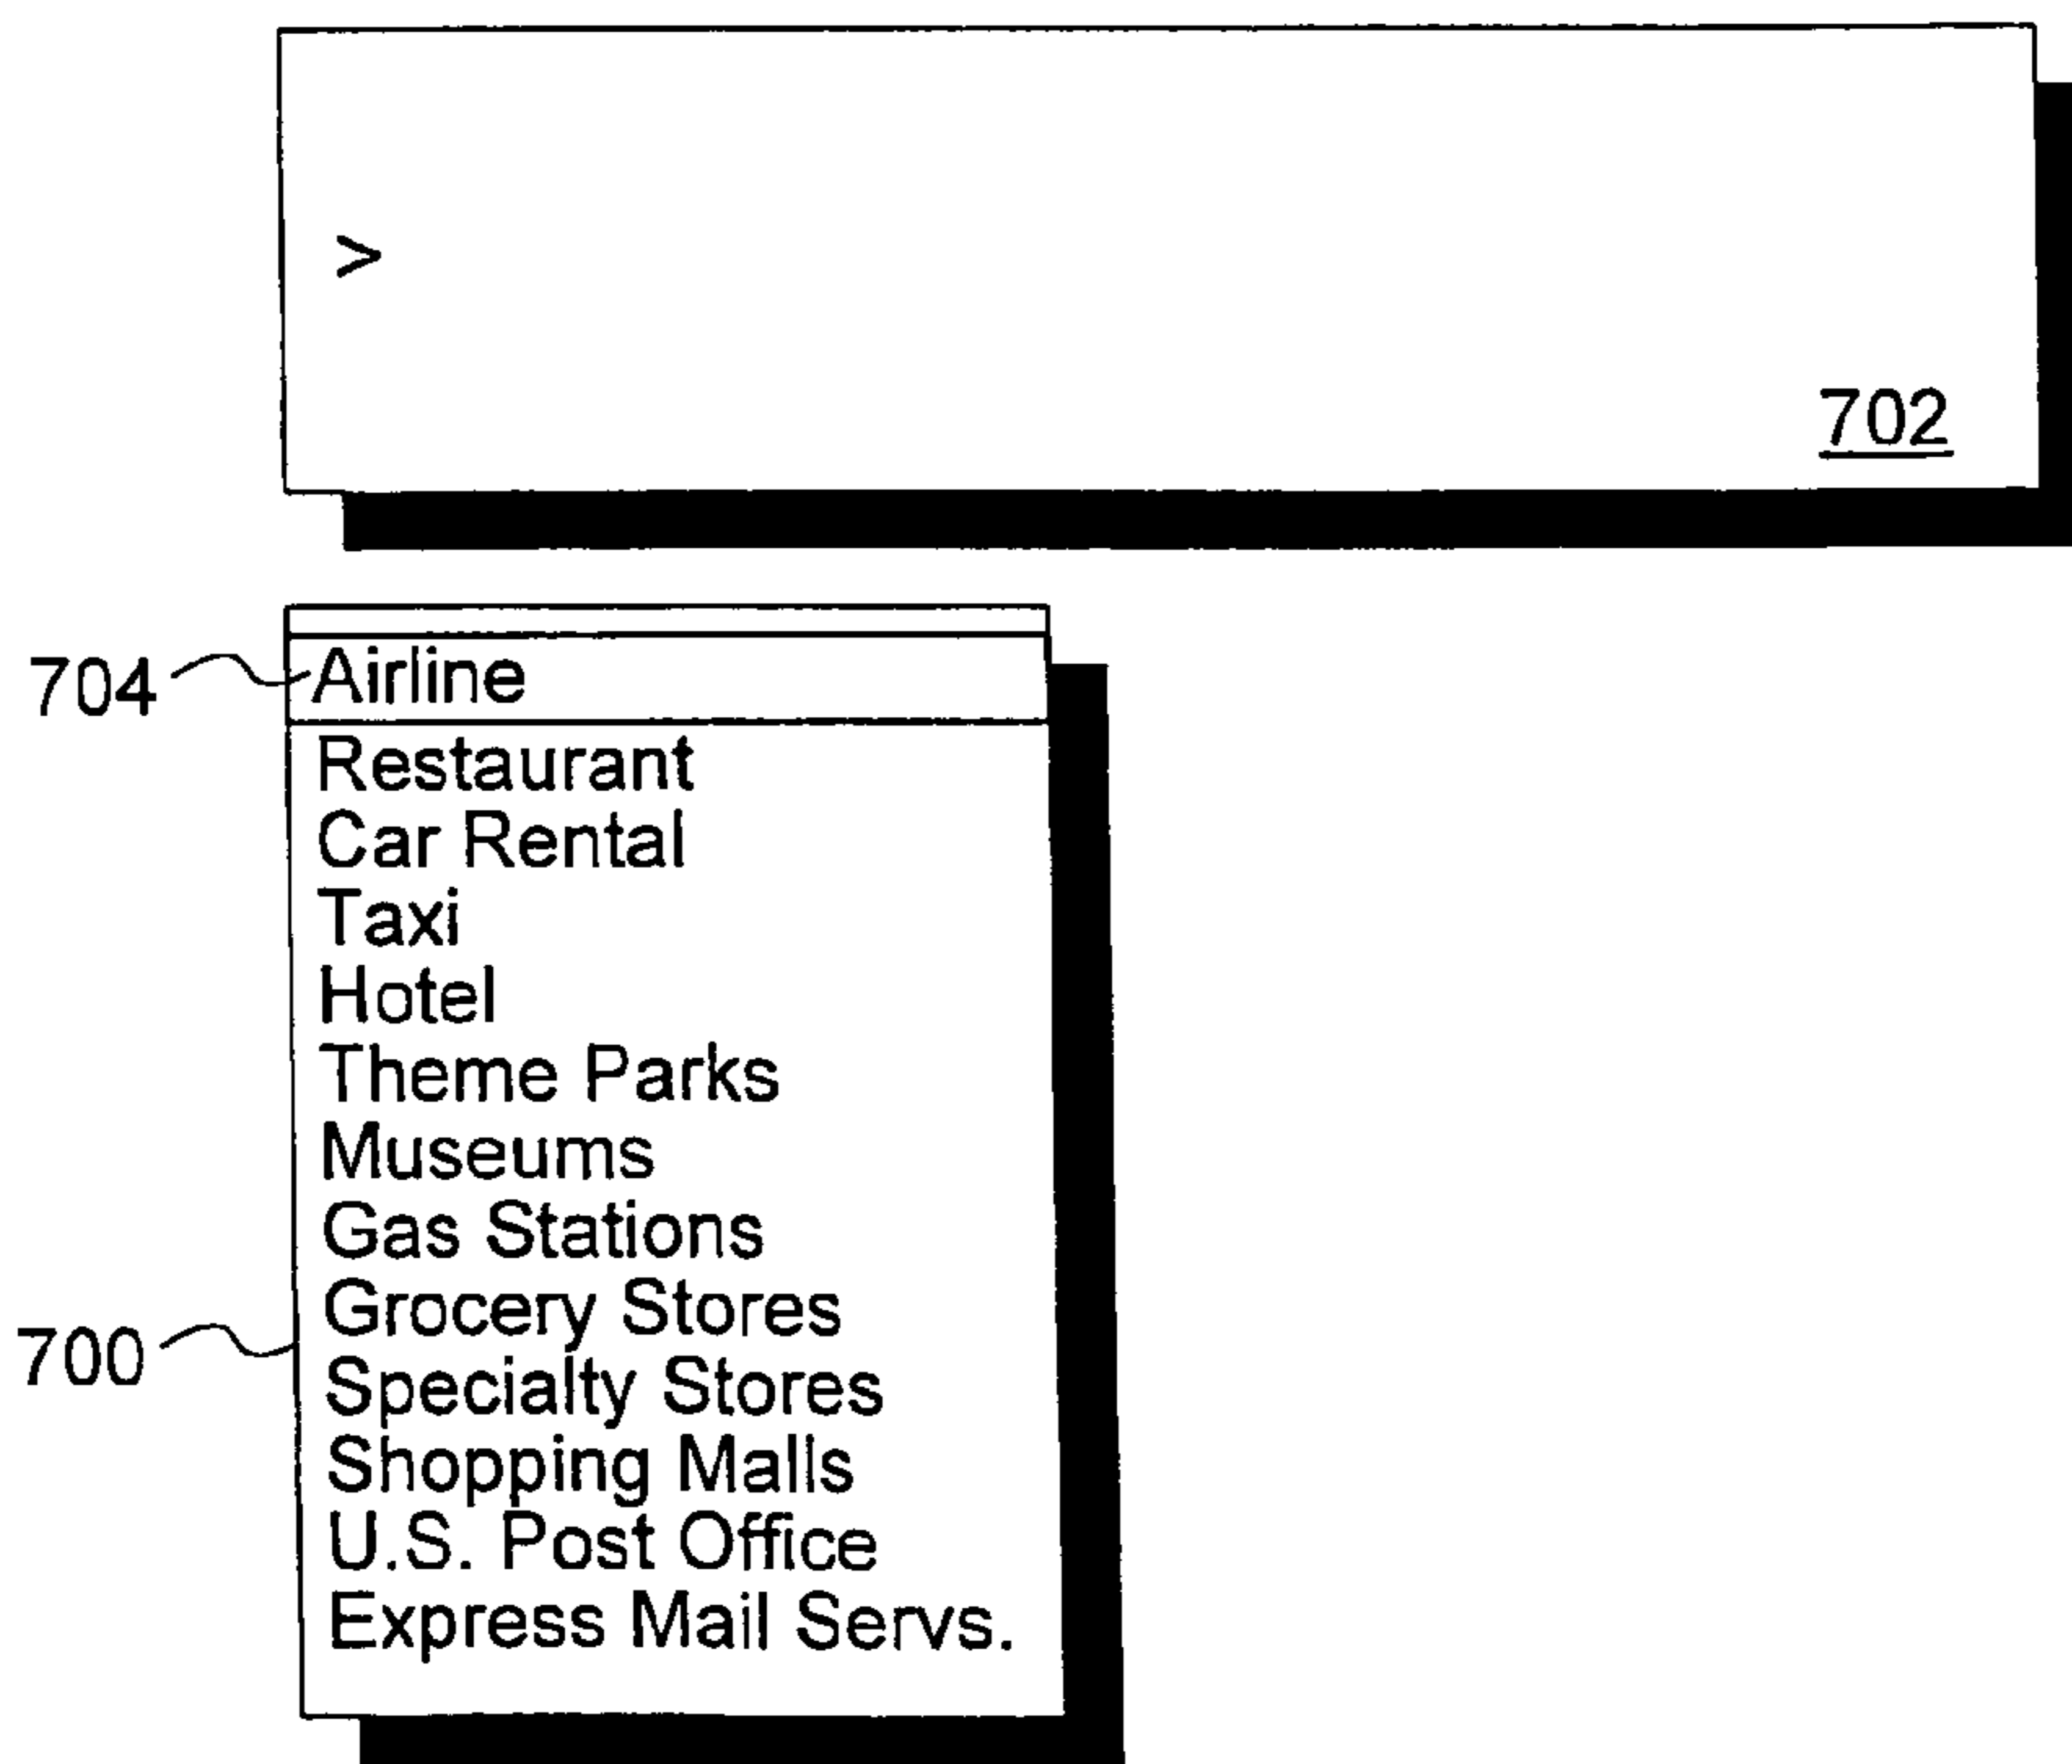 >
702
704 Airline
Restaurant
Car Rental
Taxi
Hotel
Theme Parks
Museums
Gas Stations
Grocery Stores
700
Specialty Stores
Shopping Malls
U.S. Post Office
Express Mail Servs.